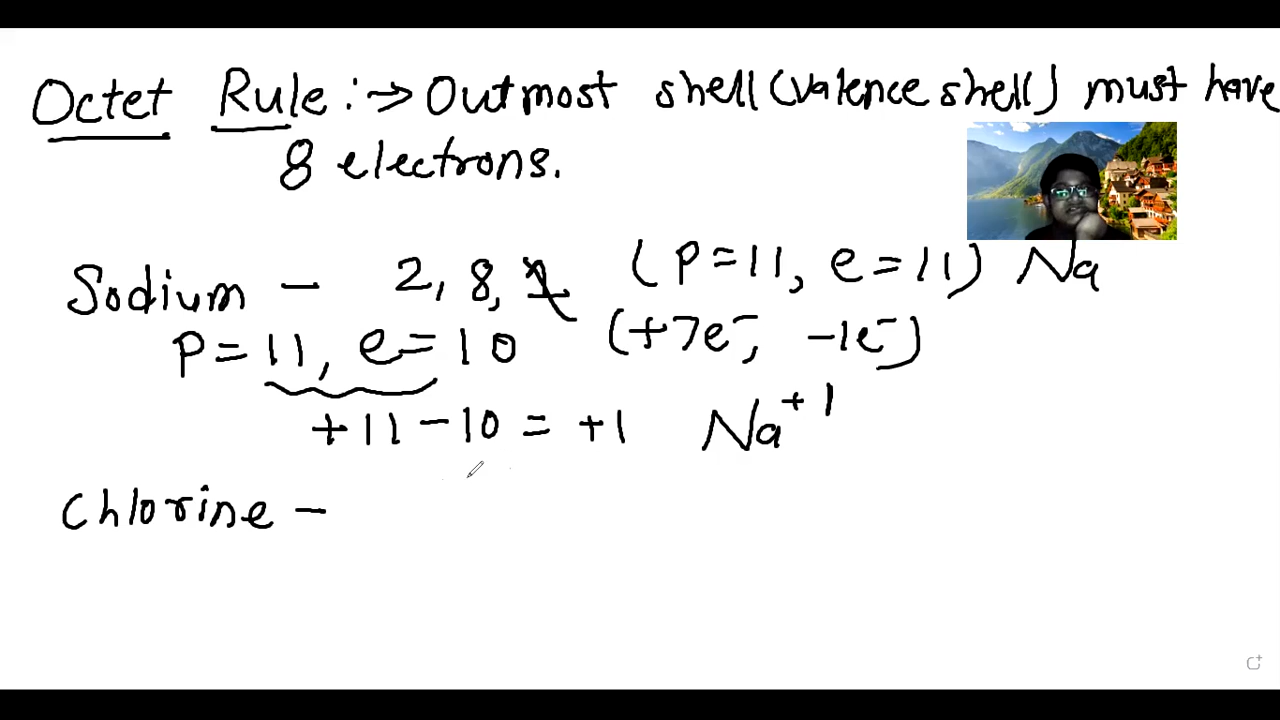 Octet Rule :→ Outmost shell (valence shell) must have
8 electrons.
Sodium - 2, 8, 1 (p=11, e=11) Na
p=11, e=10 (+7e⁻, -1e⁻)
+11 -10 = +1 Na⁺¹
Chlorine -